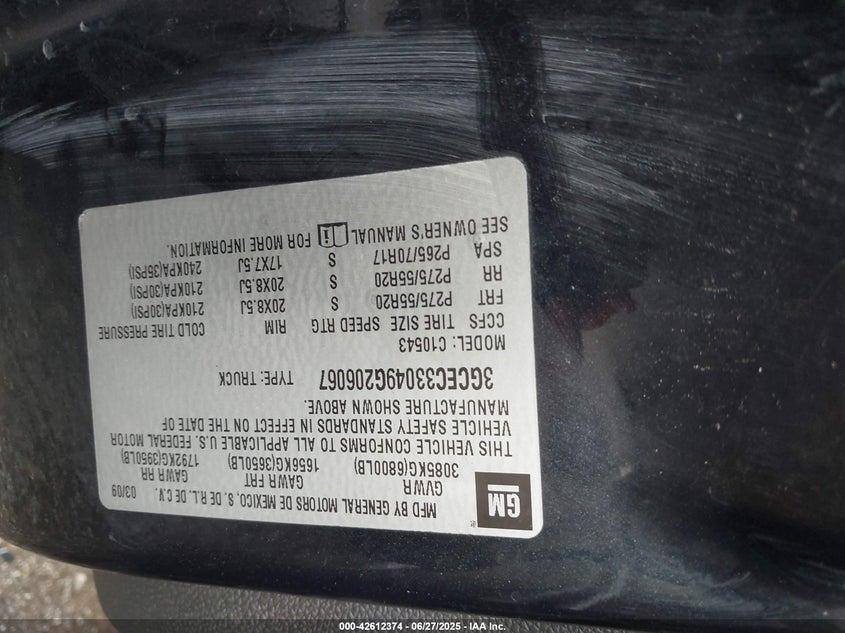 GM
MFD BY GENERAL MOTORS DE MEXICO, S. DE R.L. DE C.V. 03/09
GVWR GAWR FRT GAWR RR
3085KG(6800LB) 1656KG(3650LB) 1792KG(3950LB)
THIS VEHICLE CONFORMS TO ALL APPLICABLE U.S. FEDERAL MOTOR
VEHICLE SAFETY STANDARDS IN EFFECT ON THE DATE OF
MANUFACTURE SHOWN ABOVE.
3GCEC33049G206067 TYPE: TRUCK
MODEL: C10543
CCFS TIRE SIZE SPEED RTG RIM COLD TIRE PRESSURE
FRT P275/55R20 S 20X8.5J 210KPA(30PSI)
RR P275/55R20 S 20X8.5J 210KPA(30PSI)
SPA P265/70R17 S 17X7.5J 240KPA(35PSI)
SEE OWNER'S MANUAL FOR MORE INFORMATION.
000-42612374 - 06/27/2025 - IAA Inc.